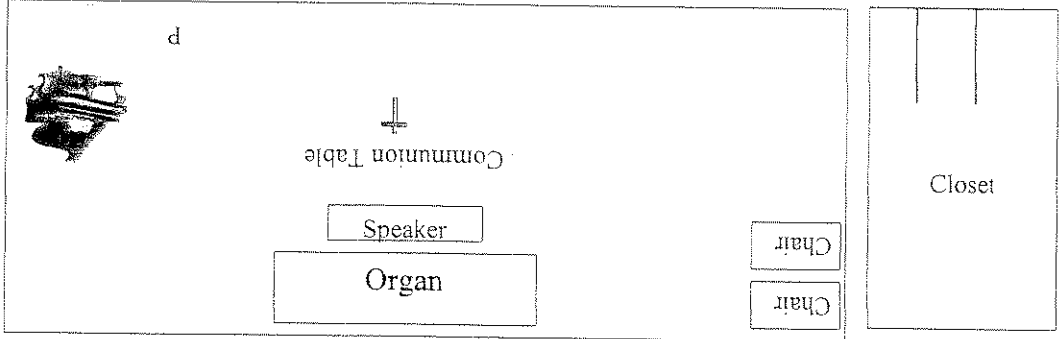 p
Communion Table
Closet
Speaker
Chair
Organ
Chair